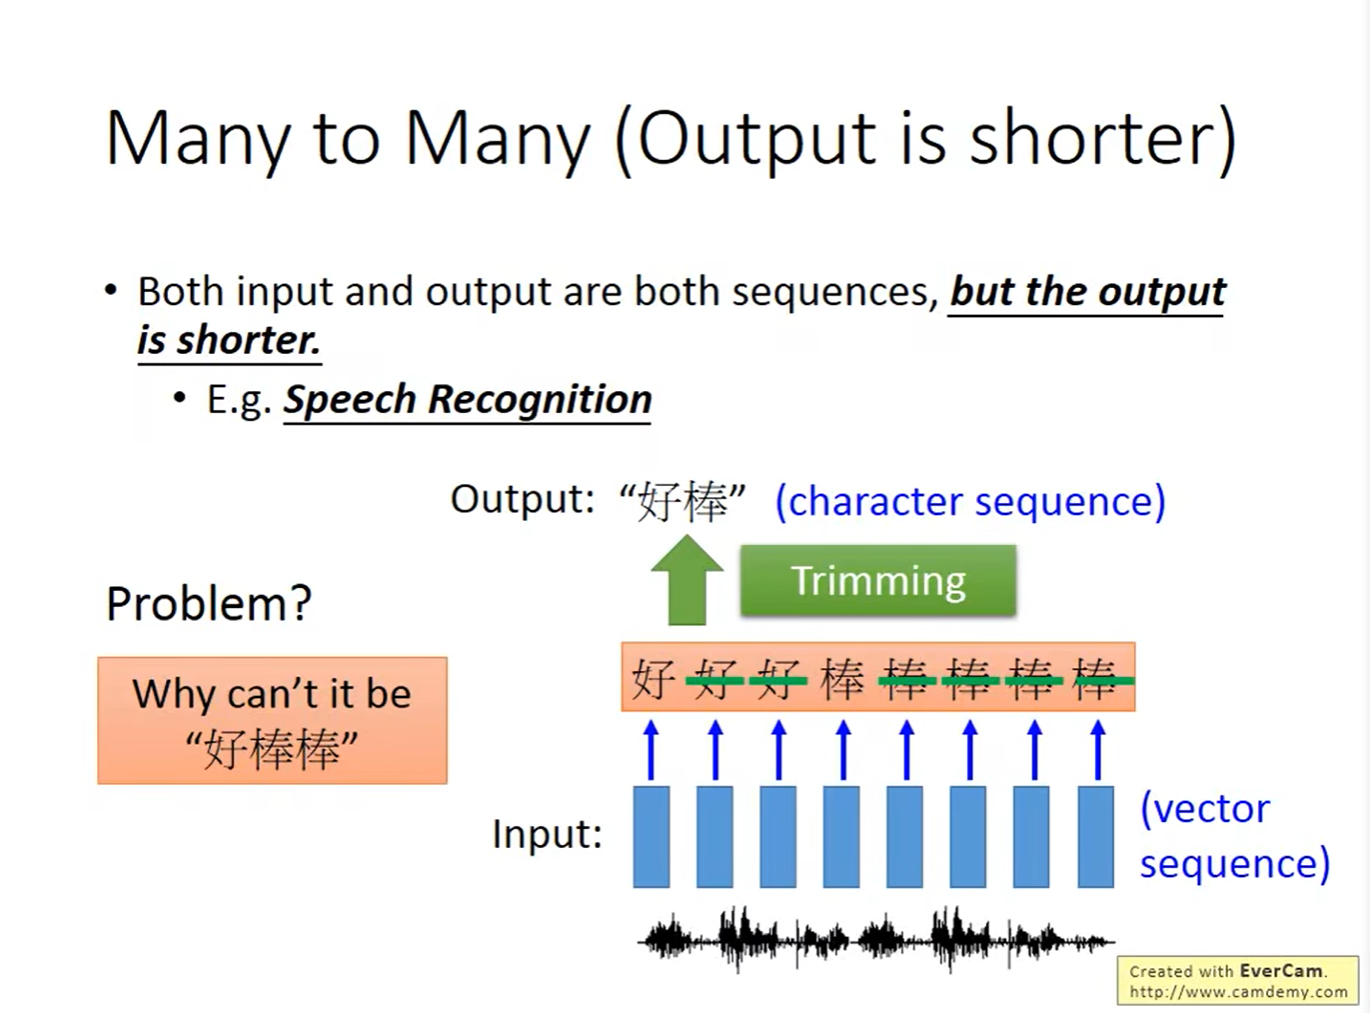 Many to Many (Output is shorter)
• Both input and output are both sequences, but the output
is shorter.
• E.g. Speech Recognition
Output: “好棒” (character sequence)
Trimming
Problem?
Why can’t it be
“好棒棒”
好 好 好 棒 棒 棒 棒 棒
Input:
(vector
sequence)
Created with EverCam.
http://www.camdemy.com